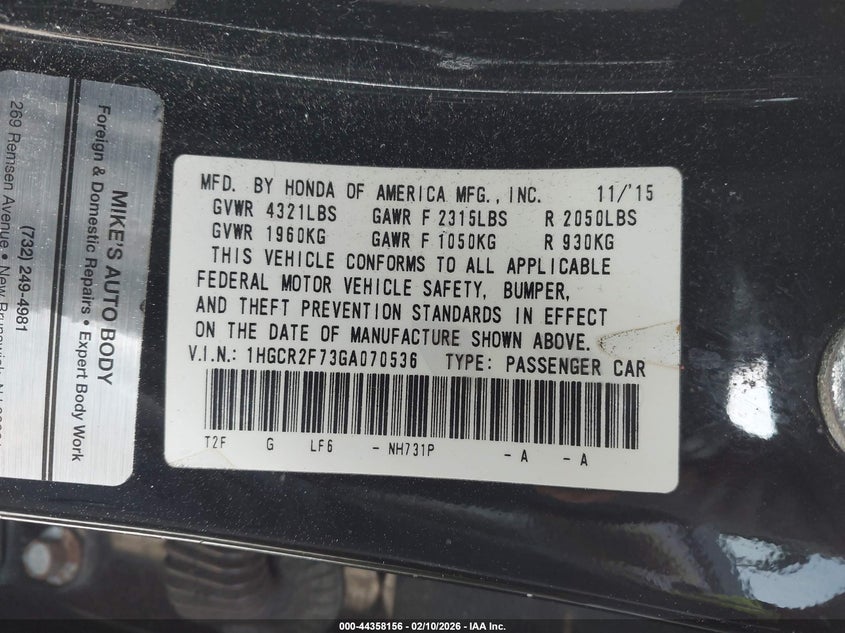 MFD. BY HONDA OF AMERICA MFG., INC. 11/'15
GVWR 4321LBS GAWR F 2315LBS R 2050LBS
GVWR 1960KG GAWR F 1050KG R 930KG
THIS VEHICLE CONFORMS TO ALL APPLICABLE
FEDERAL MOTOR VEHICLE SAFETY, BUMPER,
AND THEFT PREVENTION STANDARDS IN EFFECT
ON THE DATE OF MANUFACTURE SHOWN ABOVE.
V.I.N.: 1HGCR2F73GA070536 TYPE: PASSENGER CAR
T2F G LF6 - NH731P - A - A
MIKE'S AUTO BODY
Foreign & Domestic Repairs • Expert Body Work
(732) 249-4981
269 Remsen Avenue • New Brunswick, NJ
000-44358156 - 02/10/2026 - IAA Inc.